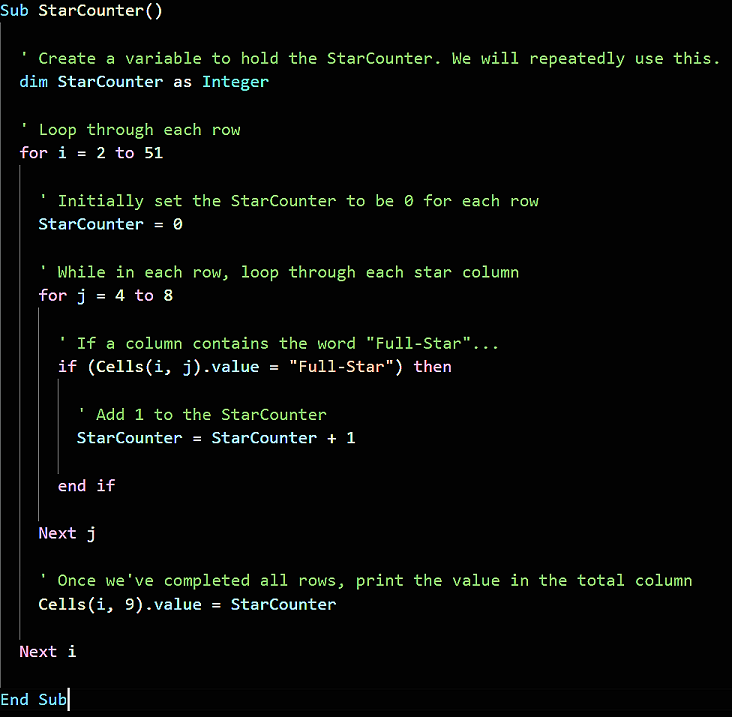 Sub StarCounter()
' Create a variable to hold the StarCounter. We will repeatedly use this.
dim StarCounter as Integer
' Loop through each row
for i = 2 to 51
' Initially set the StarCounter to be 0 for each row
StarCounter = 0
' While in each row, loop through each star column
for j = 4 to 8
' If a column contains the word "Full-Star"...
if (Cells(i, j).value = "Full-Star") then
' Add 1 to the StarCounter
StarCounter = StarCounter + 1
end if
Next j
' Once we've completed all rows, print the value in the total column
Cells(i, 9).value = StarCounter
Next i
End Sub